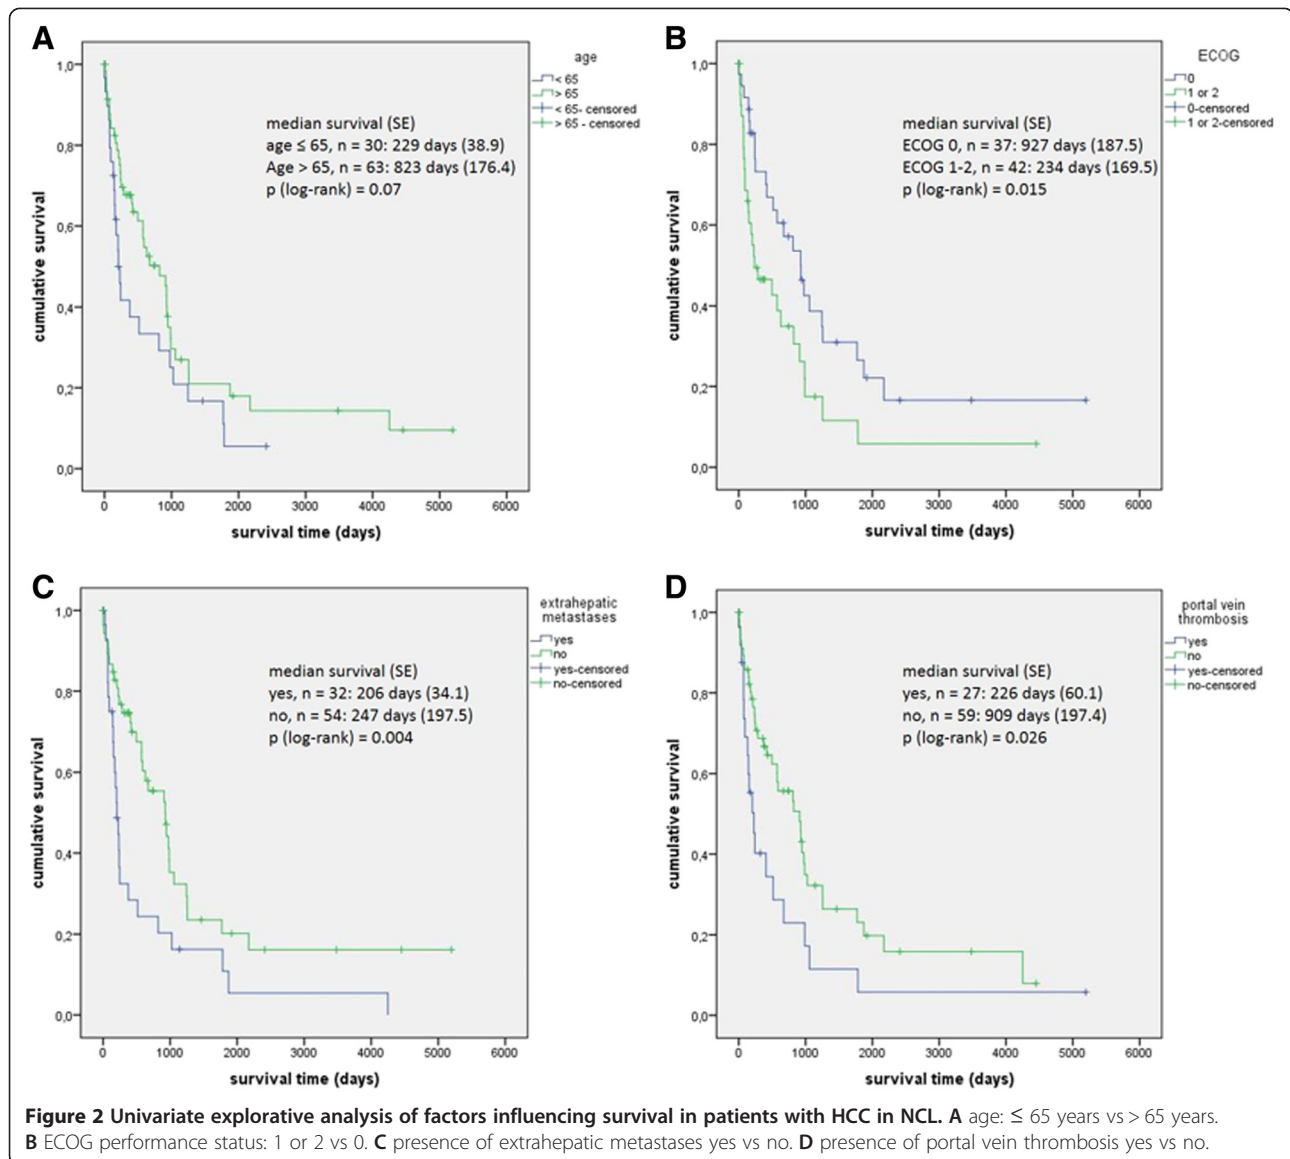 A
age
< 65
> 65
< 65- censored
> 65 - censored
median survival (SE)
age ≤ 65, n = 30: 229 days (38.9)
Age > 65, n = 63: 823 days (176.4)
p (log-rank) = 0.07
cumulative survival
1,0
0,8
0,6
0,4
0,2
0,0
0 1000 2000 3000 4000 5000 6000
survival time (days)
B
ECOG
0
1 or 2
0-censored
1 or 2-censored
median survival (SE)
ECOG 0, n = 37: 927 days (187.5)
ECOG 1-2, n = 42: 234 days (169.5)
p (log-rank) = 0.015
cumulative survival
1,0
0,8
0,6
0,4
0,2
0,0
0 1000 2000 3000 4000 5000 6000
survival time (days)
C
extrahepatic
metastases
yes
no
yes-censored
no-censored
median survival (SE)
yes, n = 32: 206 days (34.1)
no, n = 54: 247 days (197.5)
p (log-rank) = 0.004
cumulative survival
1,0
0,8
0,6
0,4
0,2
0,0
0 1000 2000 3000 4000 5000 6000
survival time (days)
D
portal vein
thrombosis
yes
no
yes-censored
no-censored
median survival (SE)
yes, n = 27: 226 days (60.1)
no, n = 59: 909 days (197.4)
p (log-rank) = 0.026
cumulative survival
1,0
0,8
0,6
0,4
0,2
0,0
0 1000 2000 3000 4000 5000 6000
survival time (days)
Figure 2 Univariate explorative analysis of factors influencing survival in patients with HCC in NCL. A age: ≤ 65 years vs > 65 years.
B ECOG performance status: 1 or 2 vs 0. C presence of extrahepatic metastases yes vs no. D presence of portal vein thrombosis yes vs no.